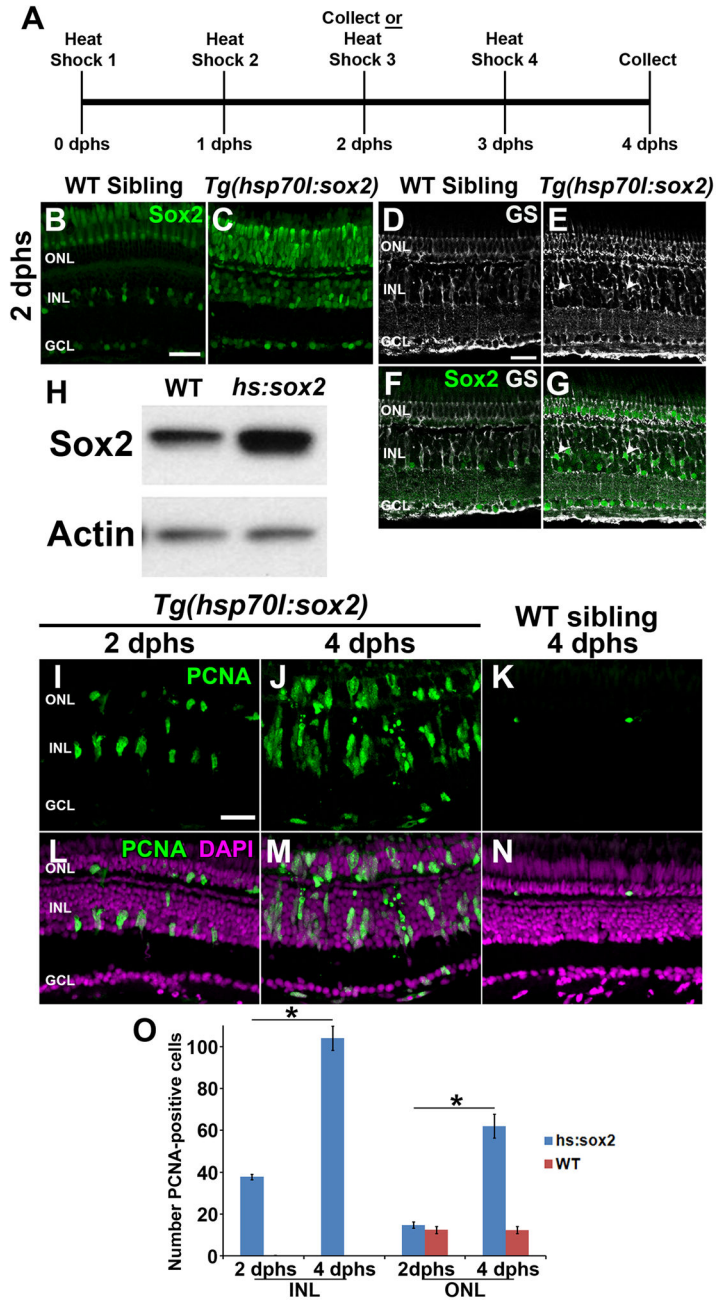 A
Heat Shock 1
Heat Shock 2
Collect or Heat Shock 3
Heat Shock 4
Collect
0 dphs
1 dphs
2 dphs
3 dphs
4 dphs
WT Sibling
Tg(hsp70l:sox2)
WT Sibling
Tg(hsp70l:sox2)
2 dphs
B
Sox2
C
D
GS
E
ONL
INL
GCL
ONL
INL
GCL
F
Sox2
GS
G
ONL
INL
GCL
H
WT
hs:sox2
Sox2
Actin
Tg(hsp70l:sox2)
WT sibling
2 dphs
4 dphs
4 dphs
I
PCNA
J
K
ONL
INL
GCL
L
PCNA
DAPI
M
N
ONL
INL
GCL
O
Number PCNA-positive cells
100
80
60
40
20
0
*
*
hs:sox2
WT
2 dphs
4 dphs
2dphs
4 dphs
INL
ONL